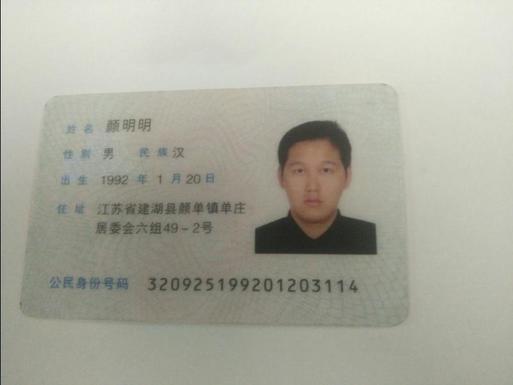 姓名 颜明明
性别 男 民族 汉
出生 1992 年 1 月 20 日
住址 江苏省建湖县颜单镇单庄
居委会六组49-2号
公民身份号码 320925199201203114